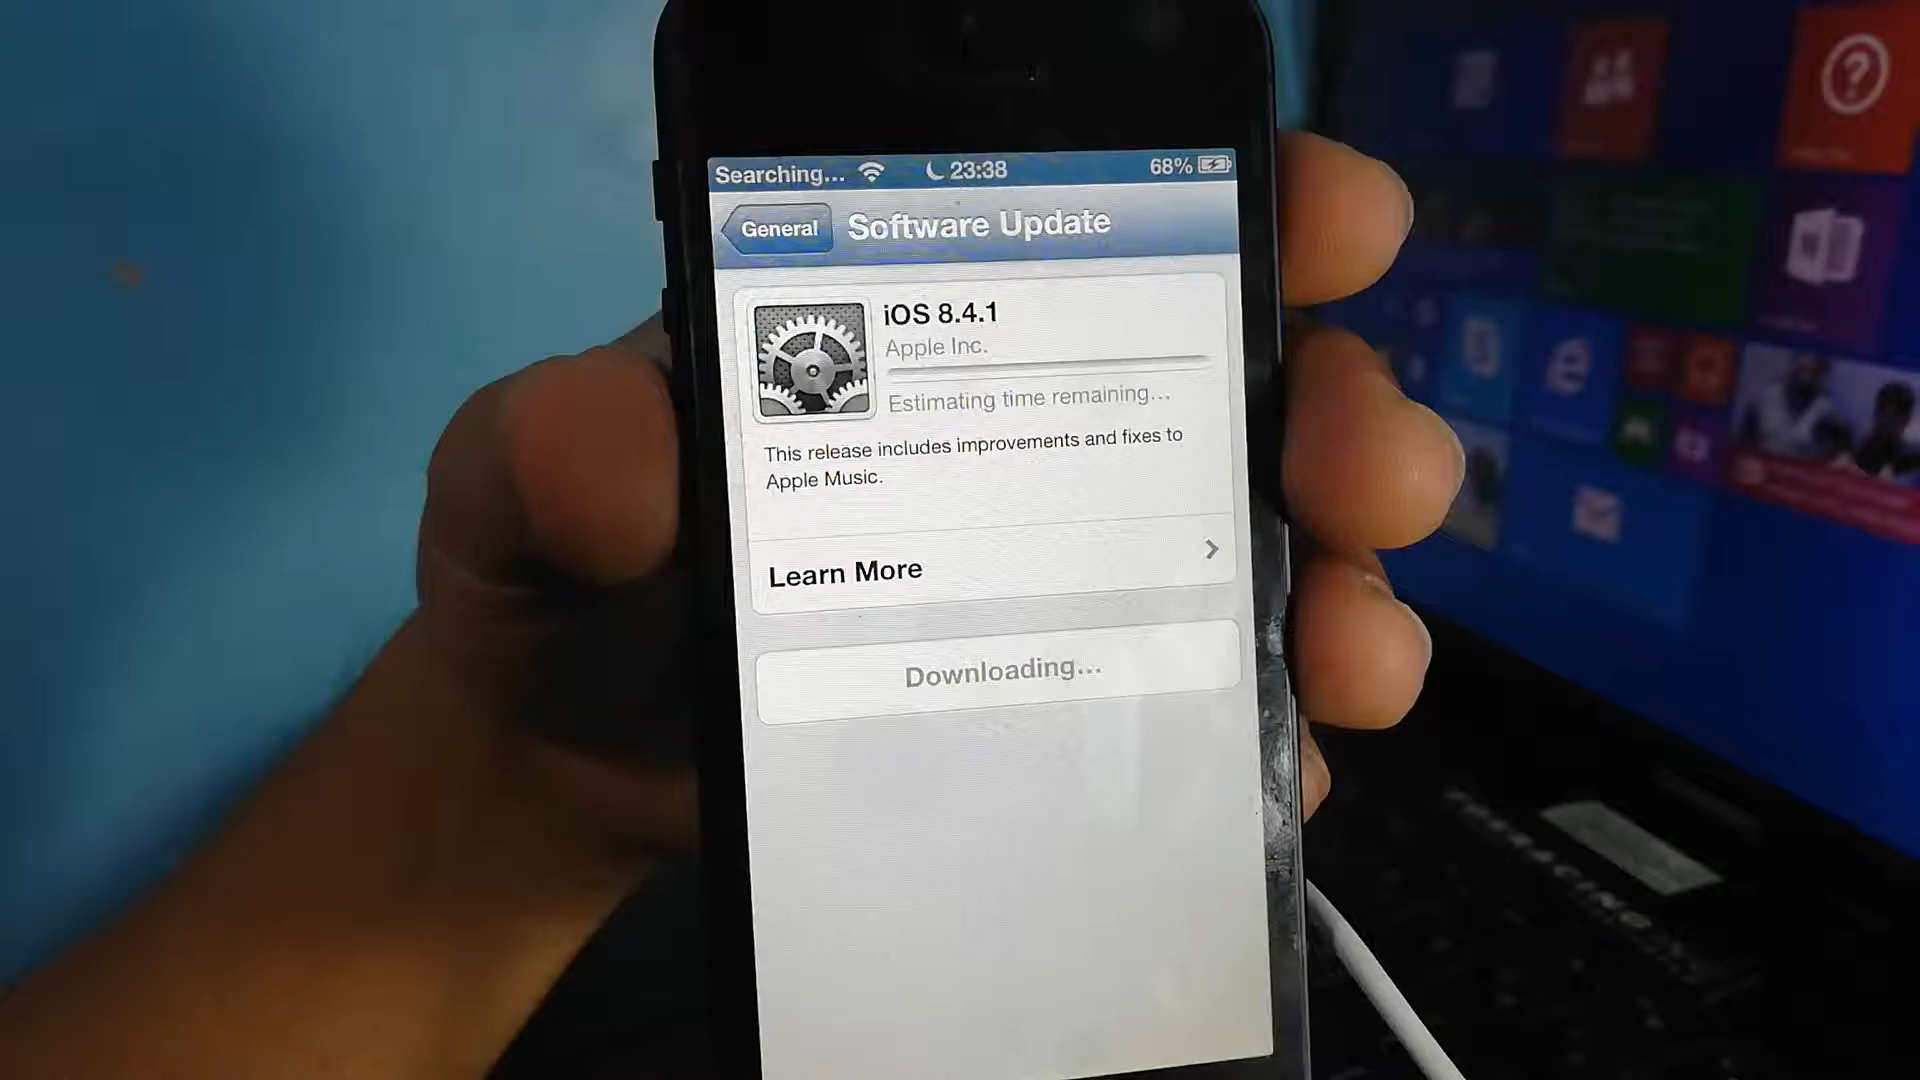 Searching... 23:38 68%
General Software Update
iOS 8.4.1
Apple Inc.
Estimating time remaining...
This release includes improvements and fixes to
Apple Music.
Learn More
Downloading...